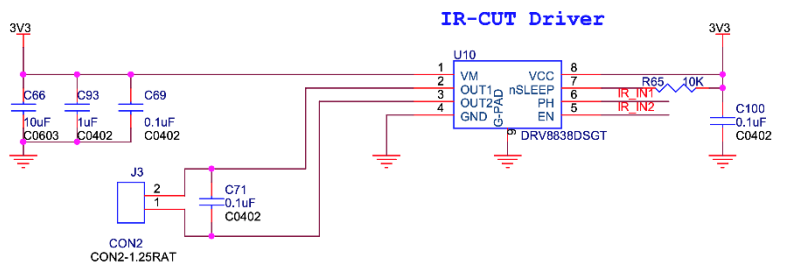 IR-CUT Driver
3V3
3V3
U10
1
VM
VCC
8
2
OUT1
nSLEEP
7
R65
10K
3
OUT2
PH
6
IR_IN1
4
GND
EN
5
IR_IN2
G-PAD
9
DRV8838DSGT
C66
10uF
C0603
C93
1uF
C0402
C69
0.1uF
C0402
C100
0.1uF
C0402
J3
2
1
CON2
CON2-1.25RAT
C71
0.1uF
C0402